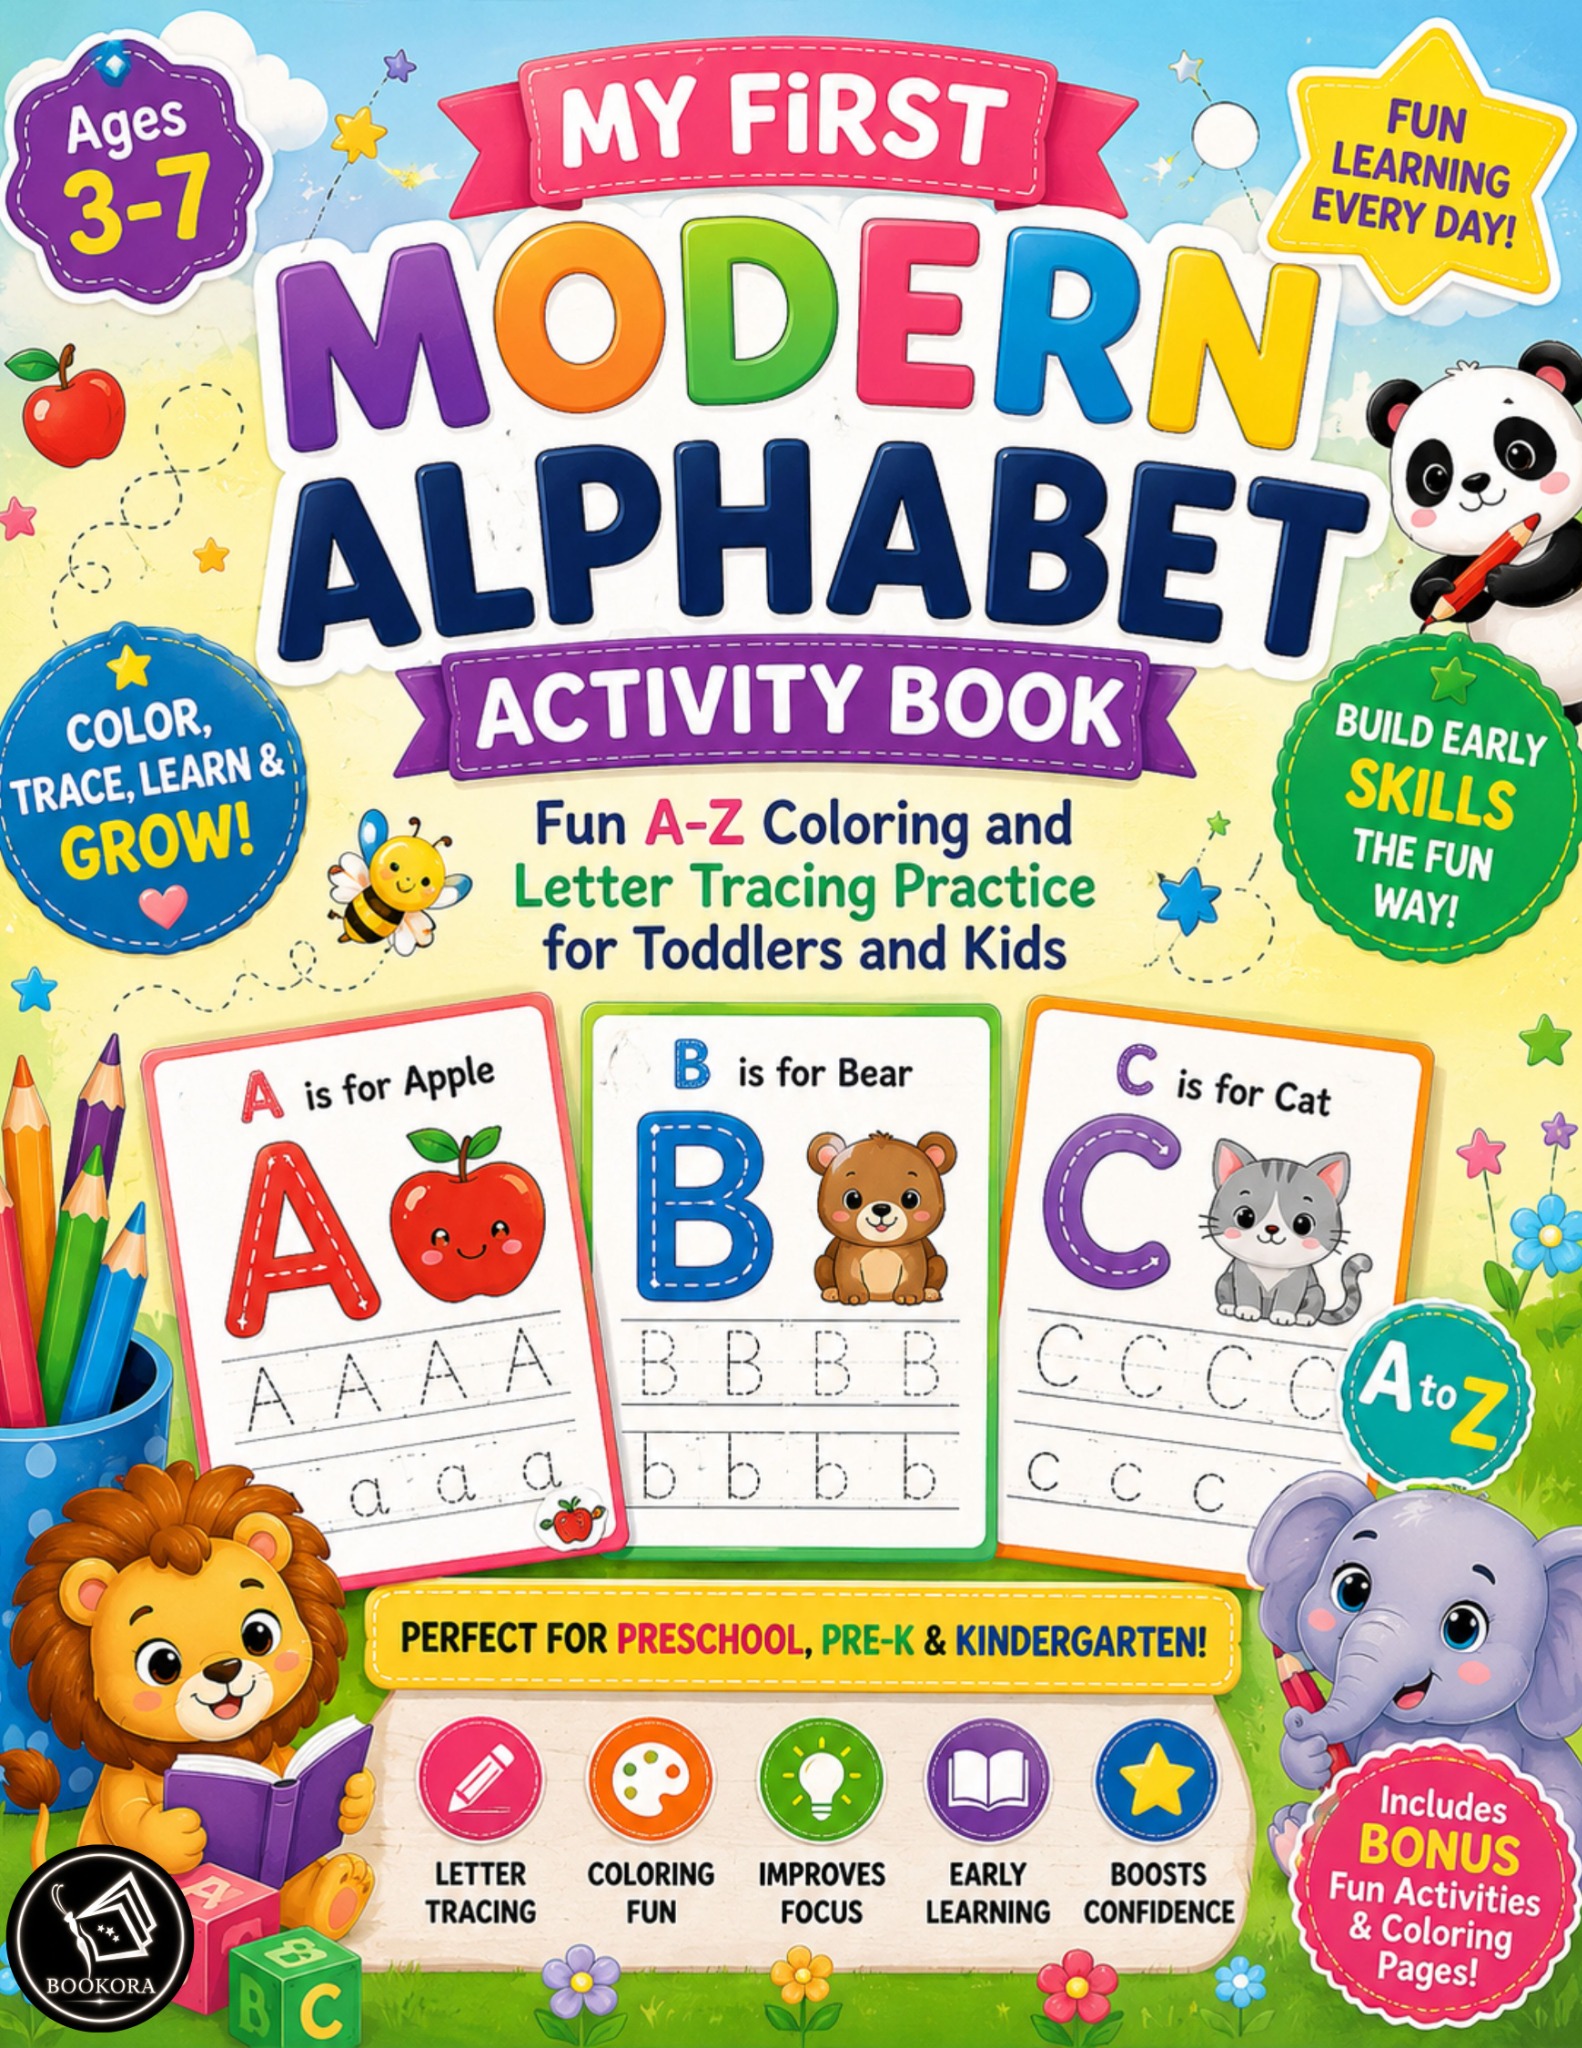 Ages
3-7
MY FiRST
FUN
LEARNING
EVERY DAY!
MODERN
ALPHABET
ACTIVITY BOOK
COLOR,
TRACE, LEARN &
GROW!
BUILD EARLY
SKILLS
THE FUN
WAY!
Fun A-Z Coloring and
Letter Tracing Practice
for Toddlers and Kids
A is for Apple
A
A A A A
a a a
B is for Bear
B
B B B B
b b b b
C is for Cat
C
C C C C
c c c
A to Z
PERFECT FOR PRESCHOOL, PRE-K & KINDERGARTEN!
LETTER
TRACING
COLORING
FUN
IMPROVES
FOCUS
EARLY
LEARNING
BOOSTS
CONFIDENCE
Includes
BONUS
Fun Activities
& Coloring
Pages!
BOOKORA
A
C
B
B C